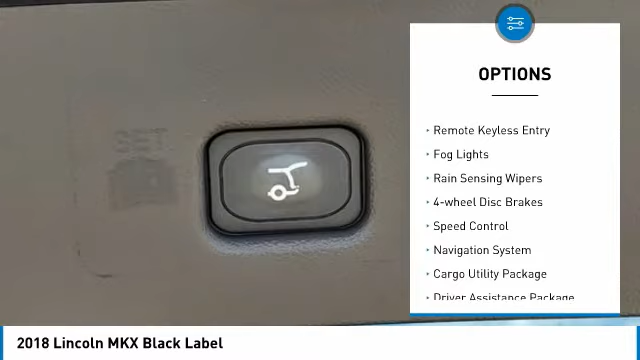 SET
OPTIONS
Remote Keyless Entry
Fog Lights
Rain Sensing Wipers
4-wheel Disc Brakes
Speed Control
Navigation System
Cargo Utility Package
Driver Assistance Package
2018 Lincoln MKX Black Label